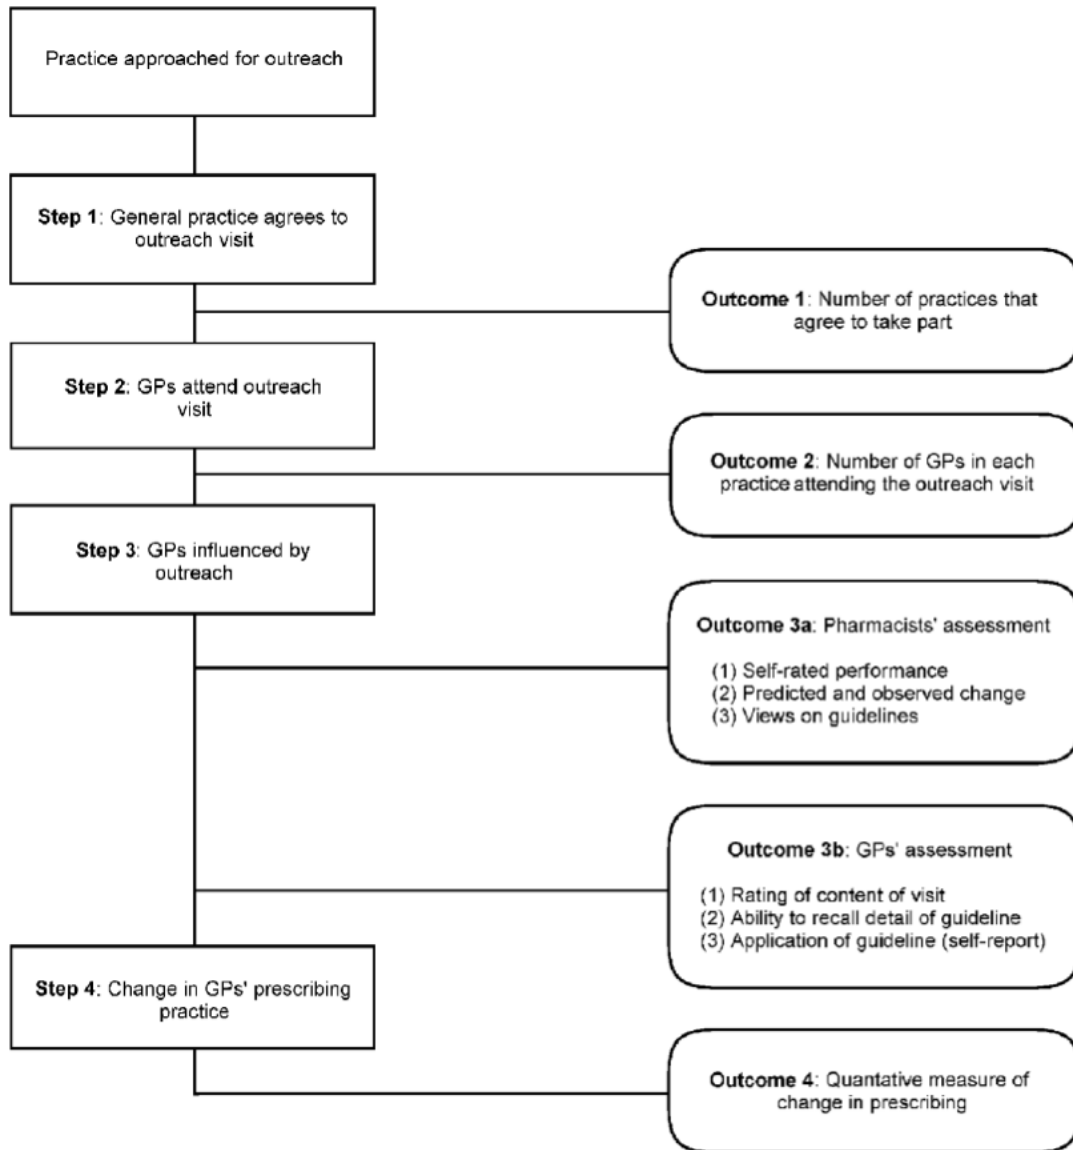 Practice approached for outreach
Step 1: General practice agrees to
outreach visit
Outcome 1: Number of practices that
agree to take part
Step 2: GPs attend outreach
visit
Outcome 2: Number of GPs in each
practice attending the outreach visit
Step 3: GPs influenced by
outreach
Outcome 3a: Pharmacists' assessment
(1) Self-rated performance
(2) Predicted and observed change
(3) Views on guidelines
Outcome 3b: GPs' assessment
(1) Rating of content of visit
(2) Ability to recall detail of guideline
(3) Application of guideline (self-report)
Step 4: Change in GPs' prescribing
practice
Outcome 4: Quantative measure of
change in prescribing